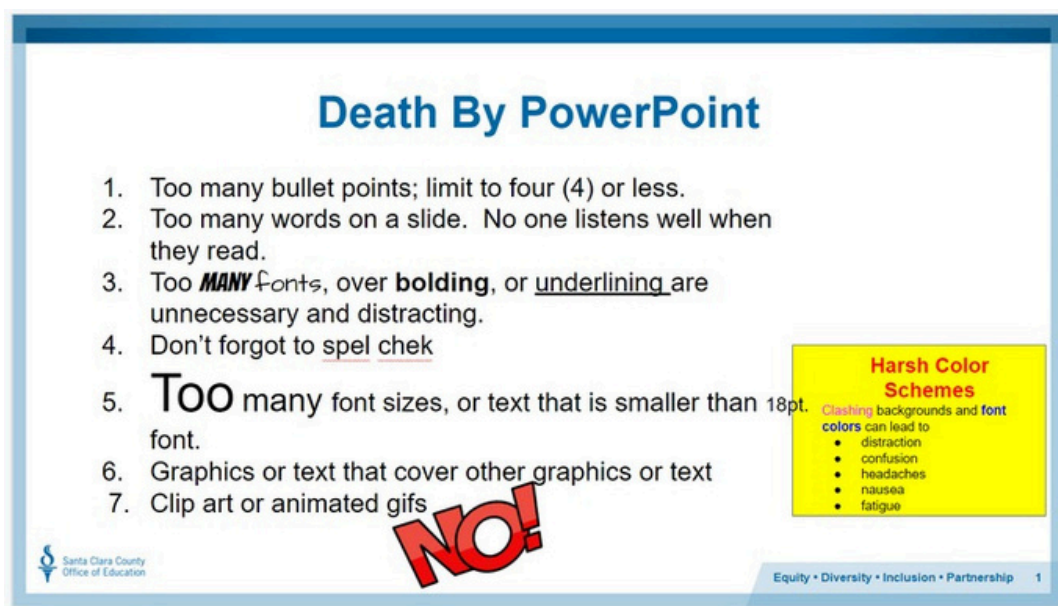 Death By PowerPoint
1. Too many bullet points; limit to four (4) or less.
2. Too many words on a slide. No one listens well when
they read.
3. Too MANY fonts, over bolding, or underlining are
unnecessary and distracting.
4. Don't forgot to spel chek
5. Too many font sizes, or text that is smaller than 18pt.
font.
6. Graphics or text that cover other graphics or text
7. Clip art or animated gifs
NO!
Harsh Color
Schemes
Clashing backgrounds and font
colors can lead to
● distraction
● confusion
● headaches
● nausea
● fatigue
Santa Clara County
Office of Education
Equity • Diversity • Inclusion • Partnership 1